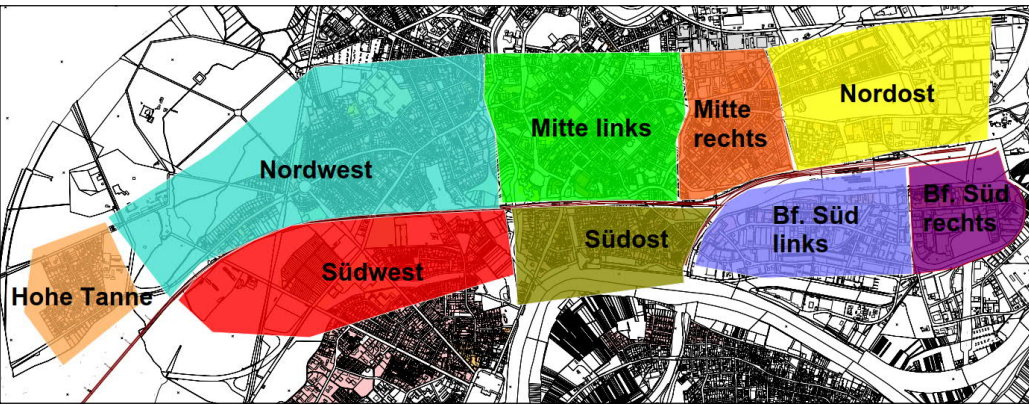 Nordost
Mitte links
Mitte
rechts
Nordwest
Bf. Süd
rechts
Bf. Süd
links
Südost
Südwest
Hohe Tanne